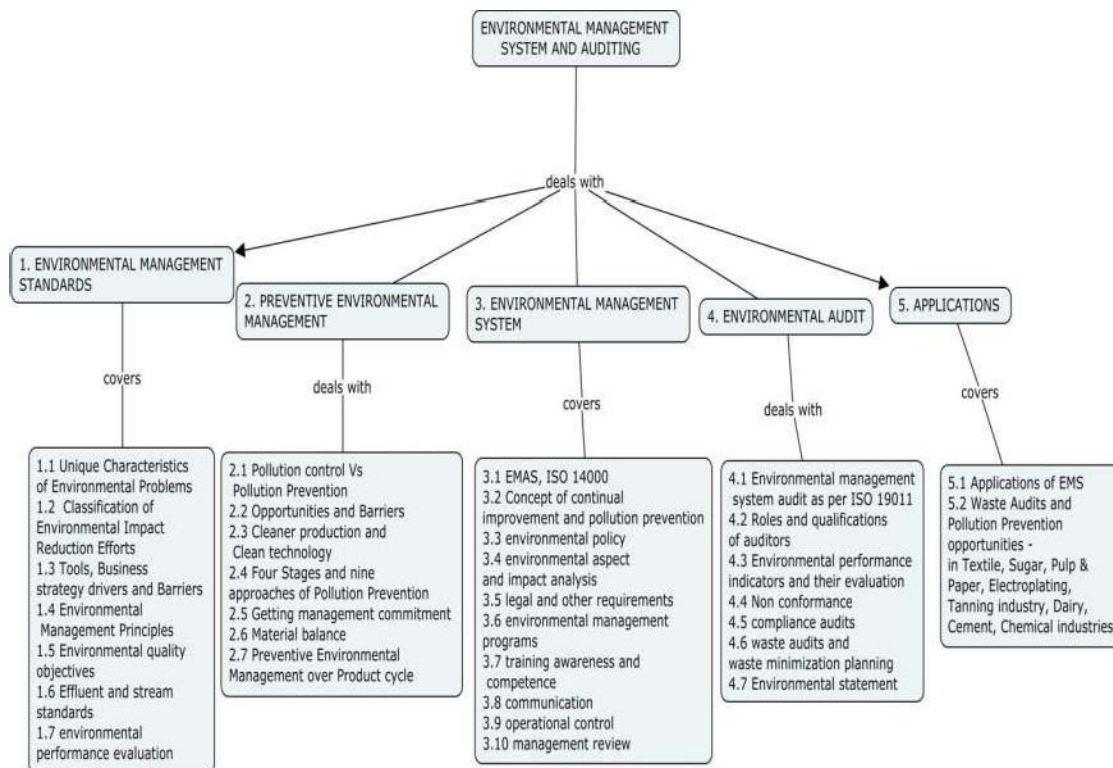 ENVIRONMENTAL MANAGEMENT
SYSTEM AND AUDITING
deals with
1. ENVIRONMENTAL MANAGEMENT
STANDARDS
2. PREVENTIVE ENVIRONMENTAL
MANAGEMENT
3. ENVIRONMENTAL MANAGEMENT
SYSTEM
4. ENVIRONMENTAL AUDIT
5. APPLICATIONS
covers
deals with
covers
deals with
covers
1.1 Unique Characteristics
of Environmental Problems
1.2 Classification of
Environmental Impact
Reduction Efforts
1.3 Tools, Business
strategy drivers and Barriers
1.4 Environmental
Management Principles
1.5 Environmental quality
objectives
1.6 Effluent and stream
standards
1.7 environmental
performance evaluation
2.1 Pollution control Vs
Pollution Prevention
2.2 Opportunities and Barriers
2.3 Cleaner production and
Clean technology
2.4 Four Stages and nine
approaches of Pollution Prevention
2.5 Getting management commitment
2.6 Material balance
2.7 Preventive Environmental
Management over Product cycle
3.1 EMAS, ISO 14000
3.2 Concept of continual
improvement and pollution prevention
3.3 environmental policy
3.4 environmental aspect
and impact analysis
3.5 legal and other requirements
3.6 environmental management
programs
3.7 training awareness and
competence
3.8 communication
3.9 operational control
3.10 management review
4.1 Environmental management
system audit as per ISO 19011
4.2 Roles and qualifications
of auditors
4.3 Environmental performance
indicators and their evaluation
4.4 Non conformance
4.5 compliance audits
4.6 waste audits and
waste minimization planning
4.7 Environmental statement
5.1 Applications of EMS
5.2 Waste Audits and
Pollution Prevention
opportunities -
in Textile, Sugar, Pulp &
Paper, Electroplating,
Tanning industry, Dairy,
Cement, Chemical industries